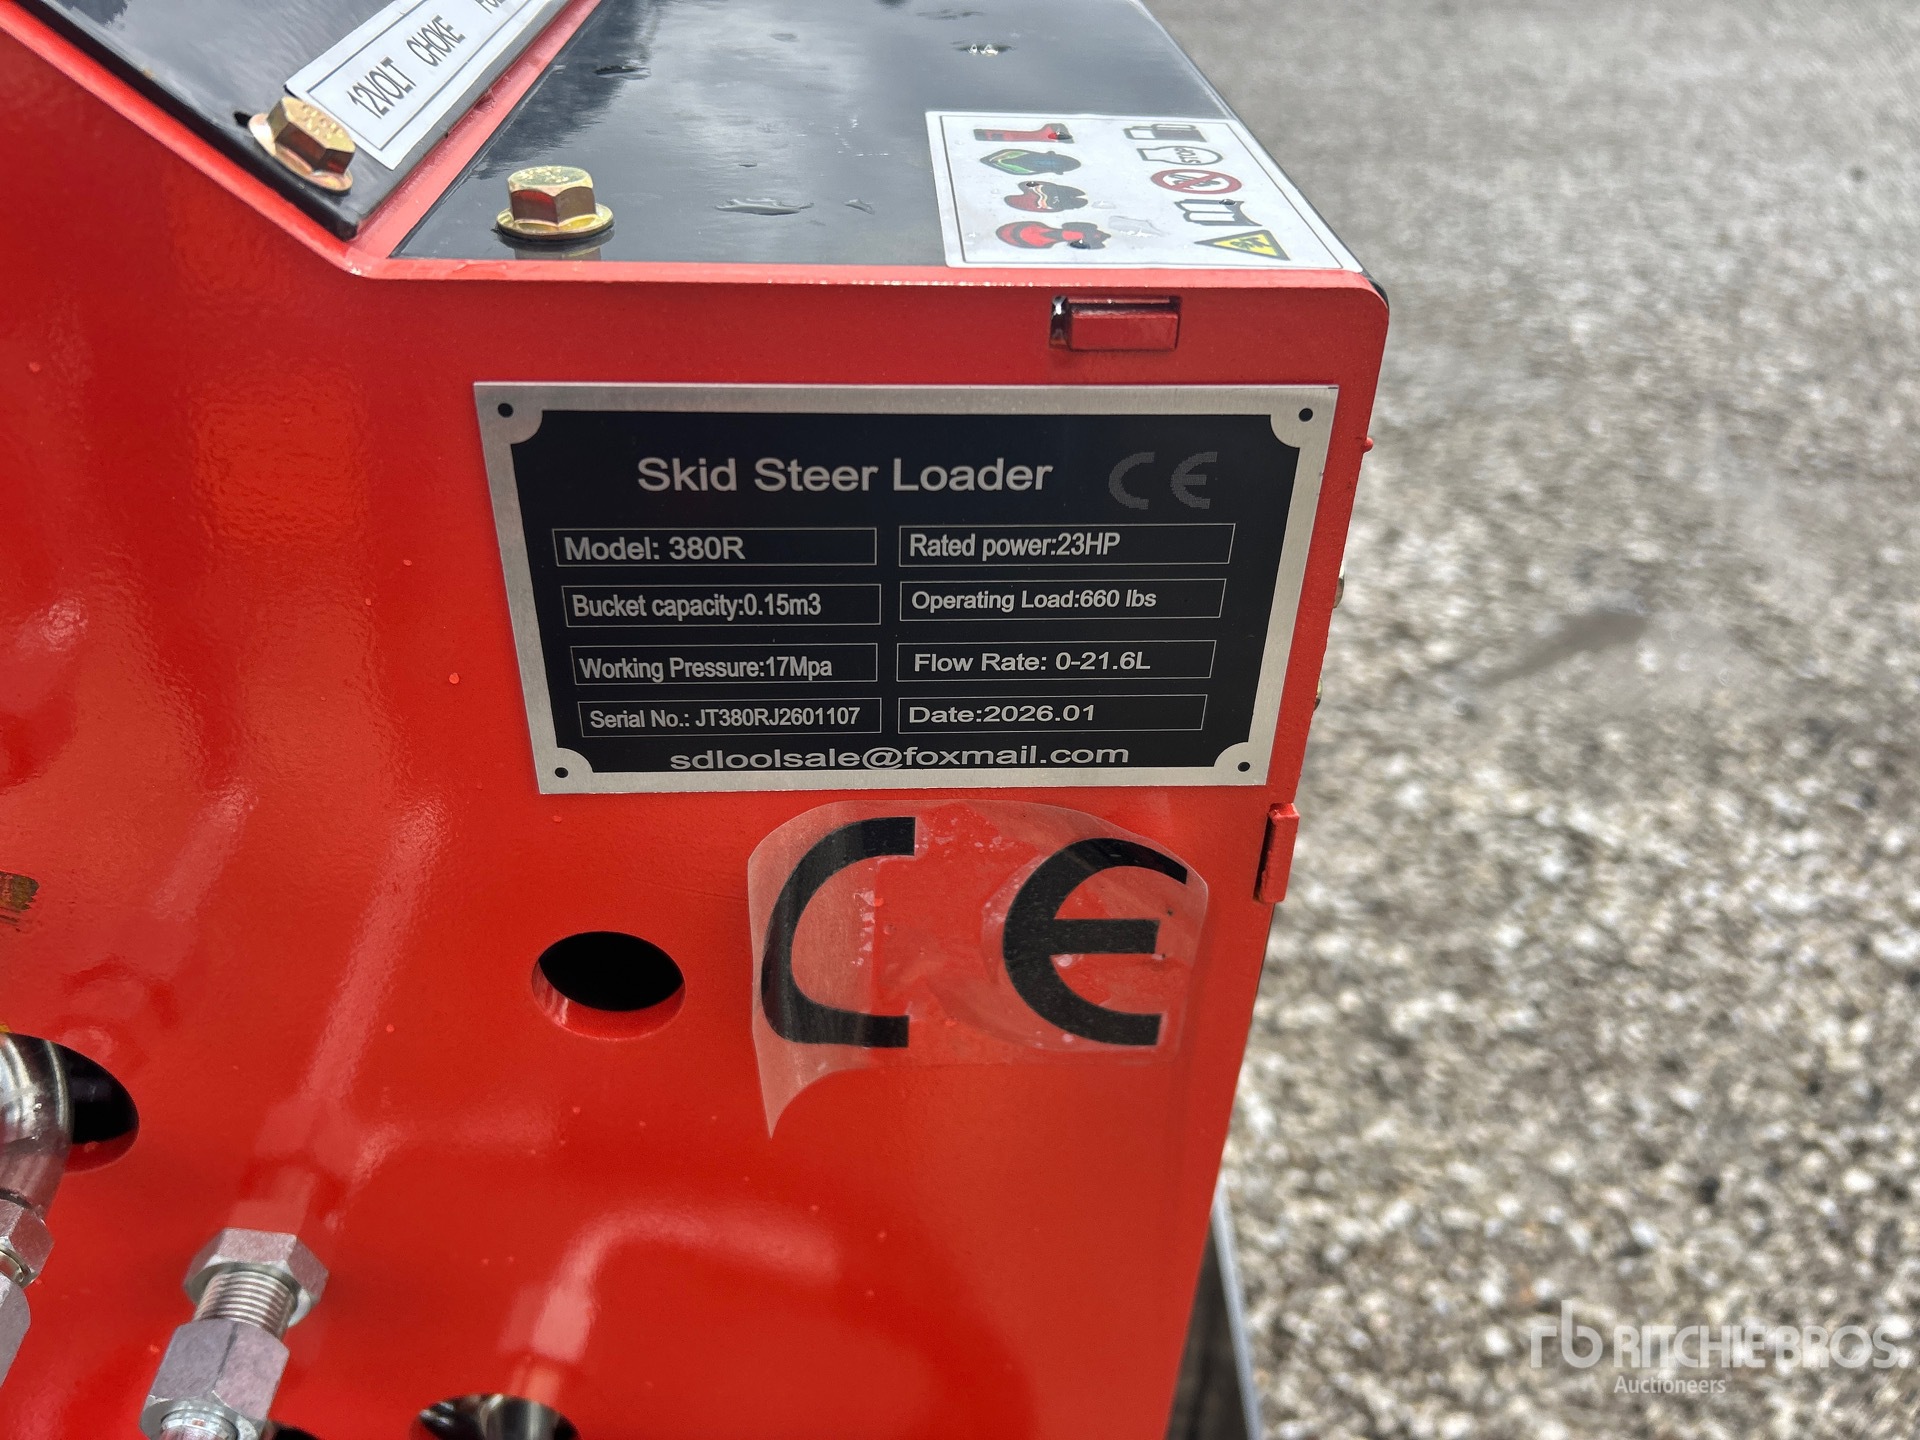 12VOLT CHOKE
STOP
Skid Steer Loader CE
Model: 380R
Rated power:23HP
Bucket capacity:0.15m3
Operating Load:660 lbs
Working Pressure:17Mpa
Flow Rate: 0-21.6L
Serial No.: JT380RJ2601107
Date:2026.01
sdloolsale@foxmail.com
CE
rb RITCHIE BROS.
Auctioneers